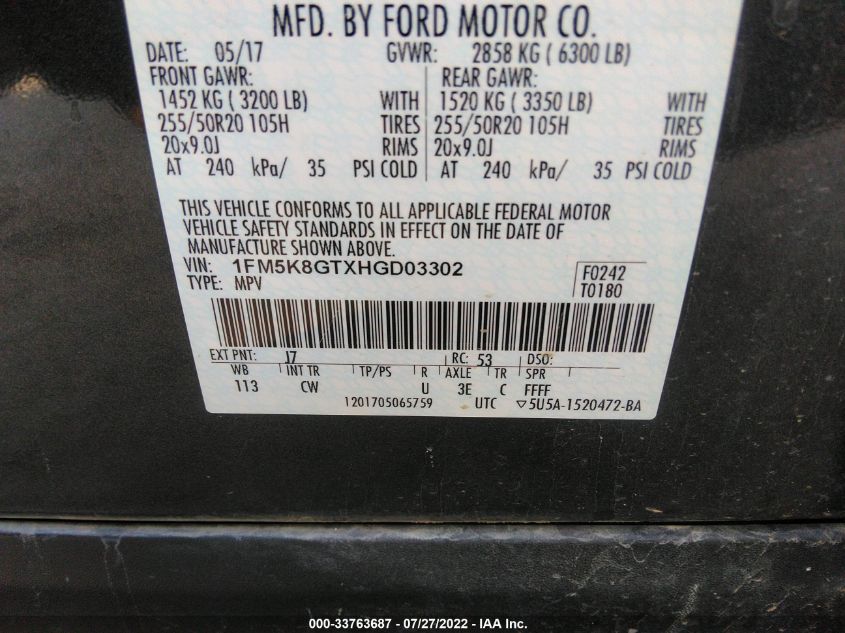 MFD. BY FORD MOTOR CO.
DATE: 05/17 GVWR: 2858 KG ( 6300 LB)
FRONT GAWR: REAR GAWR:
1452 KG ( 3200 LB) WITH 1520 KG ( 3350 LB) WITH
255/50R20 105H TIRES 255/50R20 105H TIRES
20x9.0J RIMS 20x9.0J RIMS
AT 240 kPa/ 35 PSI COLD AT 240 kPa/ 35 PSI COLD
THIS VEHICLE CONFORMS TO ALL APPLICABLE FEDERAL MOTOR
VEHICLE SAFETY STANDARDS IN EFFECT ON THE DATE OF
MANUFACTURE SHOWN ABOVE.
VIN: 1FM5K8GTXHGD03302 F0242
TYPE: MPV T0180
EXT PNT: J7 RC: 53 DSO:
WB INT TR TP/PS R AXLE TR SPR
113 CW U 3E C FFFF
1201705065759 UTC ▽5U5A-1520472-BA
000-33763687 - 07/27/2022 - IAA Inc.